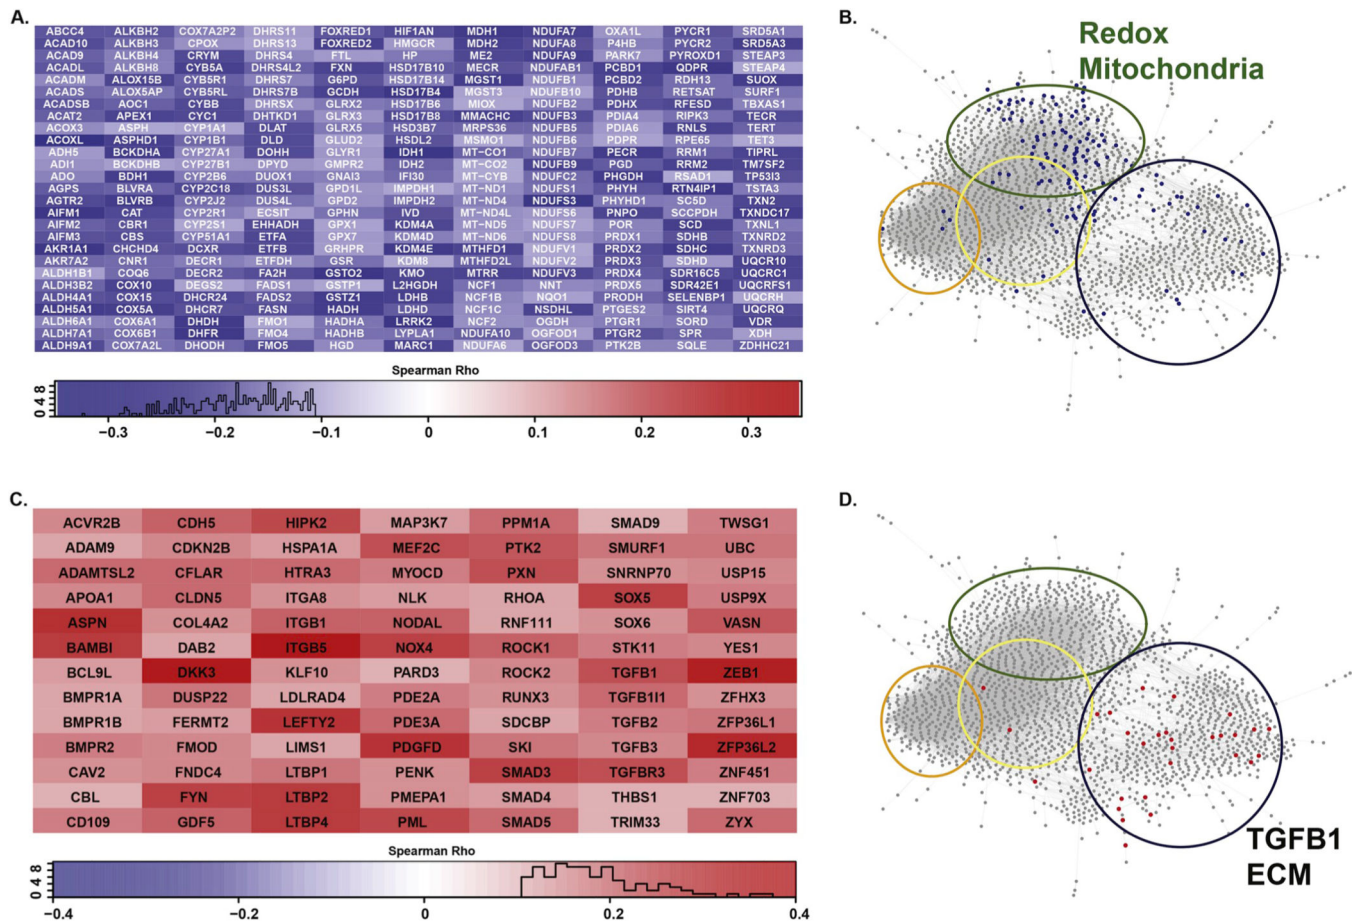 A.
ABCC4 ALKBH2 COX7A2P2 DHRS11 FOXRED1 HIF1AN MDH1 NDUFA7 OXA1L PYCR1 SRD5A1
ACAD10 ALKBH3 CPOX DHRS13 FOXRED2 HMGCR MDH2 NDUFA8 P4HB PYCR2 SRD5A3
ACAD9 ALKBH4 CRYM DHRS4 FTL HP ME2 NDUFA9 PARK7 PYROXD1 STEAP3
ACADL ALKBH8 CYB5A DHRS4L2 FXN HSD17B10 MECR NDUFAB1 PCBD1 QDPR STEAP4
ACADM ALOX15B CYB5R1 DHRS7 G6PD HSD17B14 MGST1 NDUFB1 PCBD2 RDH13 SUOX
ACADS ALOX5AP CYB5RL DHRS7B GCDH HSD17B4 MGST3 NDUFB10 PDHB RETSAT SURF1
ACADSB AOC1 CYBB DHRSX GLRX2 HSD17B6 MIOX NDUFB2 PDHX RFESD TBXAS1
ACAT2 APEX1 CYC1 DHTKD1 GLRX3 HSD17B8 MMACHC NDUFB3 PDIA4 RIPK3 TECR
ACOX3 ASPH CYP1A1 DLAT GLRX5 HSD3B7 MRPS36 NDUFB5 PDIA6 RNLS TERT
ACOXL ASPHD1 CYP1B1 DLD GLUD2 HSDL2 MSMO1 NDUFB6 PDPR RPE65 TET3
ADH5 BCKDHA CYP27A1 DOHH GLYR1 IDH1 MT−CO1 NDUFB7 PECR RRM1 TIPRL
ADI1 BCKDHB CYP27B1 DPYD GMPR2 IDH2 MT−CO2 NDUFB9 PGD RRM2 TM7SF2
ADO BDH1 CYP2B6 DUOX1 GNAI3 IFI30 MT−CYB NDUFC2 PHGDH RSAD1 TP53I3
AGPS BLVRA CYP2C18 DUS3L GPD1L IMPDH1 MT−ND1 NDUFS1 PHYH RTN4IP1 TSTA3
AGTR2 BLVRB CYP2J2 DUS4L GPD2 IMPDH2 MT−ND4 NDUFS3 PHYHD1 SC5D TXN2
AIFM1 CAT CYP2R1 ECSIT GPHN IVD MT−ND4L NDUFS6 PNPO SCCPDH TXNDC17
AIFM2 CBR1 CYP2S1 EHHADH GPX1 KDM4A MT−ND5 NDUFS7 POR SCD TXNL1
AIFM3 CBS CYP51A1 ETFA GPX7 KDM4D MT−ND6 NDUFS8 PRDX1 SDHB TXNRD2
AKR1A1 CHCHD4 DCXR ETFB GRHPR KDM4E MTHFD1 NDUFV1 PRDX2 SDHC TXNRD3
AKR7A2 CNR1 DECR1 ETFDH GSR KDM8 MTHFD2L NDUFV2 PRDX3 SDHD UQCR10
ALDH1B1 COQ6 DECR2 FA2H GSTO2 KMO MTRR NDUFV3 PRDX4 SDR16C5 UQCRC1
ALDH3B2 COX10 DEGS2 FADS1 GSTP1 L2HGDH NCF1 NNT PRDX5 SDR42E1 UQCRFS1
ALDH4A1 COX15 DHCR24 FADS2 GSTZ1 LDHB NCF1B NQO1 PRODH SELENBP1 UQCRH
ALDH5A1 COX5A DHCR7 FASN HADH LDHD NCF1C NSDHL PTGES2 SIRT4 UQCRQ
ALDH6A1 COX6A1 DHDH FMO1 HADHA LRRK2 NCF2 OGDH PTGR1 SORD VDR
ALDH7A1 COX6B1 DHFR FMO4 HADHB LYPLA1 NDUFA10 OGFOD1 PTGR2 SPR XDH
ALDH9A1 COX7A2L DHODH FMO5 HGD MARC1 NDUFA6 OGFOD3 PTK2B SQLE ZDHHC21
Spearman Rho
0 4 8
−0.3 −0.2 −0.1 0 0.1 0.2 0.3
B.
Redox
Mitochondria
C.
ACVR2B CDH5 HIPK2 MAP3K7 PPM1A SMAD9 TWSG1
ADAM9 CDKN2B HSPA1A MEF2C PTK2 SMURF1 UBC
ADAMTSL2 CFLAR HTRA3 MYOCD PXN SNRNP70 USP15
APOA1 CLDN5 ITGA8 NLK RHOA SOX5 USP9X
ASPN COL4A2 ITGB1 NODAL RNF111 SOX6 VASN
BAMBI DAB2 ITGB5 NOX4 ROCK1 STK11 YES1
BCL9L DKK3 KLF10 PARD3 ROCK2 TGFB1 ZEB1
BMPR1A DUSP22 LDLRAD4 PDE2A RUNX3 TGFB1I1 ZFHX3
BMPR1B FERMT2 LEFTY2 PDE3A SDCBP TGFB2 ZFP36L1
BMPR2 FMOD LIMS1 PDGFD SKI TGFB3 ZFP36L2
CAV2 FNDC4 LTBP1 PENK SMAD3 TGFBR3 ZNF451
CBL FYN LTBP2 PMEPA1 SMAD4 THBS1 ZNF703
CD109 GDF5 LTBP4 PML SMAD5 TRIM33 ZYX
Spearman Rho
0 4 8
−0.4 −0.2 0 0.2 0.4
D.
TGFB1
ECM